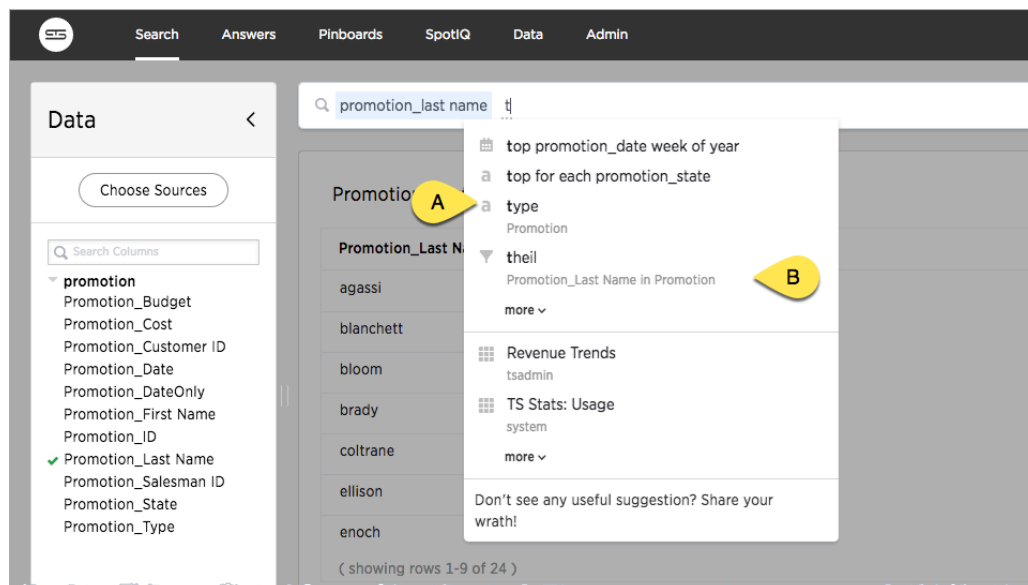 STS
Search Answers Pinboards SpotIQ Data Admin
Data
Choose Sources
Search Columns
promotion
Promotion_Budget
Promotion_Cost
Promotion_Customer ID
Promotion_Date
Promotion_DateOnly
Promotion_First Name
Promotion_ID
Promotion_Last Name
Promotion_Salesman ID
Promotion_State
Promotion_Type
promotion_last name t
top promotion_date week of year
a top for each promotion_state
A
a type
Promotion
theil
Promotion_Last Name in Promotion
B
more
Revenue Trends
tsadmin
TS Stats: Usage
system
more
Don't see any useful suggestion? Share your
wrath!
Promotio
Promotion_Last Na
agassi
blanchett
bloom
brady
coltrane
ellison
enoch
( showing rows 1-9 of 24 )